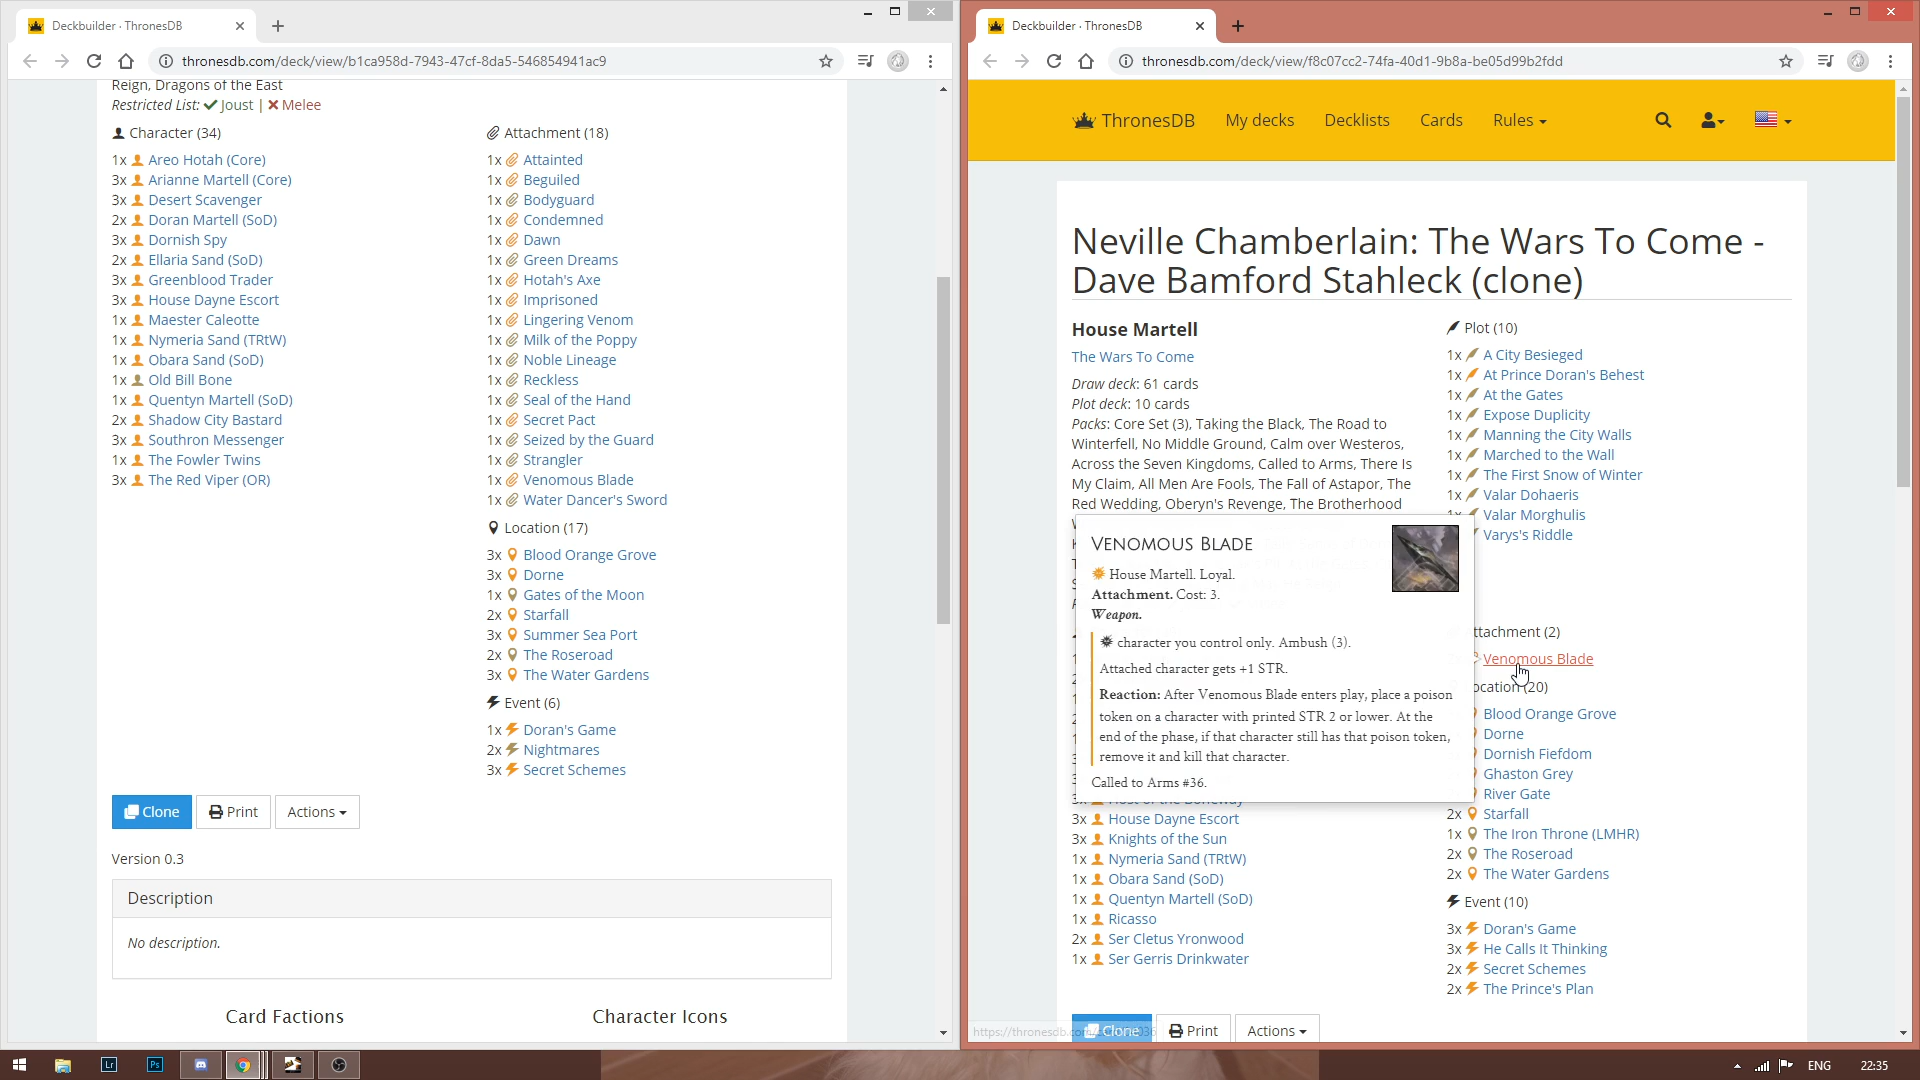 Deckbuilder · ThronesDB
thronesdb.com/deck/view/b1ca958d-7943-47cf-8da5-546854941ac9
Reign, Dragons of the East
Restricted List: Joust | Melee
Character (34)
1x Areo Hotah (Core)
3x Arianne Martell (Core)
3x Desert Scavenger
2x Doran Martell (SoD)
3x Dornish Spy
2x Ellaria Sand (SoD)
3x Greenblood Trader
3x House Dayne Escort
1x Maester Caleotte
1x Nymeria Sand (TRtW)
1x Obara Sand (SoD)
1x Old Bill Bone
1x Quentyn Martell (SoD)
2x Shadow City Bastard
3x Southron Messenger
1x The Fowler Twins
3x The Red Viper (OR)
Attachment (18)
1x Attainted
1x Beguiled
1x Bodyguard
1x Condemned
1x Dawn
1x Green Dreams
1x Hotah's Axe
1x Imprisoned
1x Lingering Venom
1x Milk of the Poppy
1x Noble Lineage
1x Reckless
1x Seal of the Hand
1x Secret Pact
1x Seized by the Guard
1x Strangler
1x Venomous Blade
1x Water Dancer's Sword
Location (17)
3x Blood Orange Grove
3x Dorne
1x Gates of the Moon
2x Starfall
3x Summer Sea Port
2x The Roseroad
3x The Water Gardens
Event (6)
1x Doran's Game
2x Nightmares
3x Secret Schemes
Clone
Print
Actions
Version 0.3
Description
No description.
Card Factions
Character Icons
Deckbuilder · ThronesDB
thronesdb.com/deck/view/f8c07cc2-74fa-40d1-9b8a-be05d99b2fdd
ThronesDB My decks Decklists Cards Rules
Neville Chamberlain: The Wars To Come -
Dave Bamford Stahleck (clone)
House Martell
The Wars To Come
Draw deck: 61 cards
Plot deck: 10 cards
Packs: Core Set (3), Taking the Black, The Road to
Winterfell, No Middle Ground, Calm over Westeros,
Across the Seven Kingdoms, Called to Arms, There Is
My Claim, All Men Are Fools, The Fall of Astapor, The
Red Wedding, Oberyn's Revenge, The Brotherhood
Plot (10)
1x A City Besieged
1x At Prince Doran's Behest
1x At the Gates
1x Expose Duplicity
1x Manning the City Walls
1x Marched to the Wall
1x The First Snow of Winter
1x Valar Dohaeris
1x Valar Morghulis
Varys's Riddle
Venomous Blade
House Martell. Loyal.
Attachment. Cost: 3.
Weapon.
character you control only. Ambush (3).
Attached character gets +1 STR.
Reaction: After Venomous Blade enters play, place a poison
token on a character with printed STR 2 or lower. At the
end of the phase, if that character still has that poison token,
remove it and kill that character.
Called to Arms #36.
3x Host of the Boneway
3x House Dayne Escort
3x Knights of the Sun
1x Nymeria Sand (TRtW)
1x Obara Sand (SoD)
1x Quentyn Martell (SoD)
1x Ricasso
2x Ser Cletus Yronwood
1x Ser Gerris Drinkwater
ttachment (2)
Venomous Blade
ocation (20)
Blood Orange Grove
Dorne
Dornish Fiefdom
Ghaston Grey
River Gate
2x Starfall
1x The Iron Throne (LMHR)
2x The Roseroad
2x The Water Gardens
Event (10)
3x Doran's Game
3x He Calls It Thinking
2x Secret Schemes
2x The Prince's Plan
Clone
Print
Actions
Lr
Ps
ENG
22:35